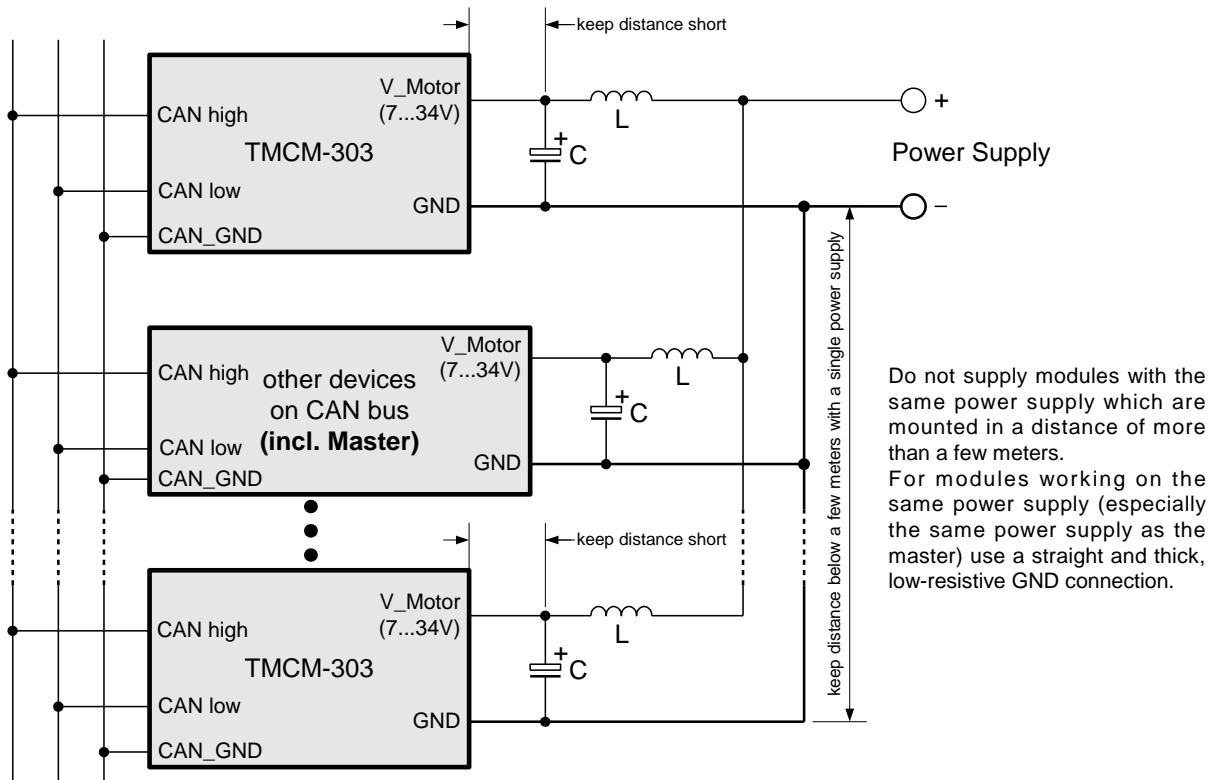 keep distance short
V_Motor
(7...34V)
CAN high
TMCM-303
CAN low
GND
CAN_GND
+
C
L
+
Power Supply
–
V_Motor
(7...34V)
CAN high
other devices
on CAN bus
(incl. Master)
CAN low
GND
CAN_GND
+
C
L
keep distance below a few meters with a single power supply
Do not supply modules with the
same power supply which are
mounted in a distance of more
than a few meters.
For modules working on the
same power supply (especially
the same power supply as the
master) use a straight and thick,
low-resistive GND connection.
keep distance short
V_Motor
(7...34V)
CAN high
TMCM-303
CAN low
GND
CAN_GND
+
C
L